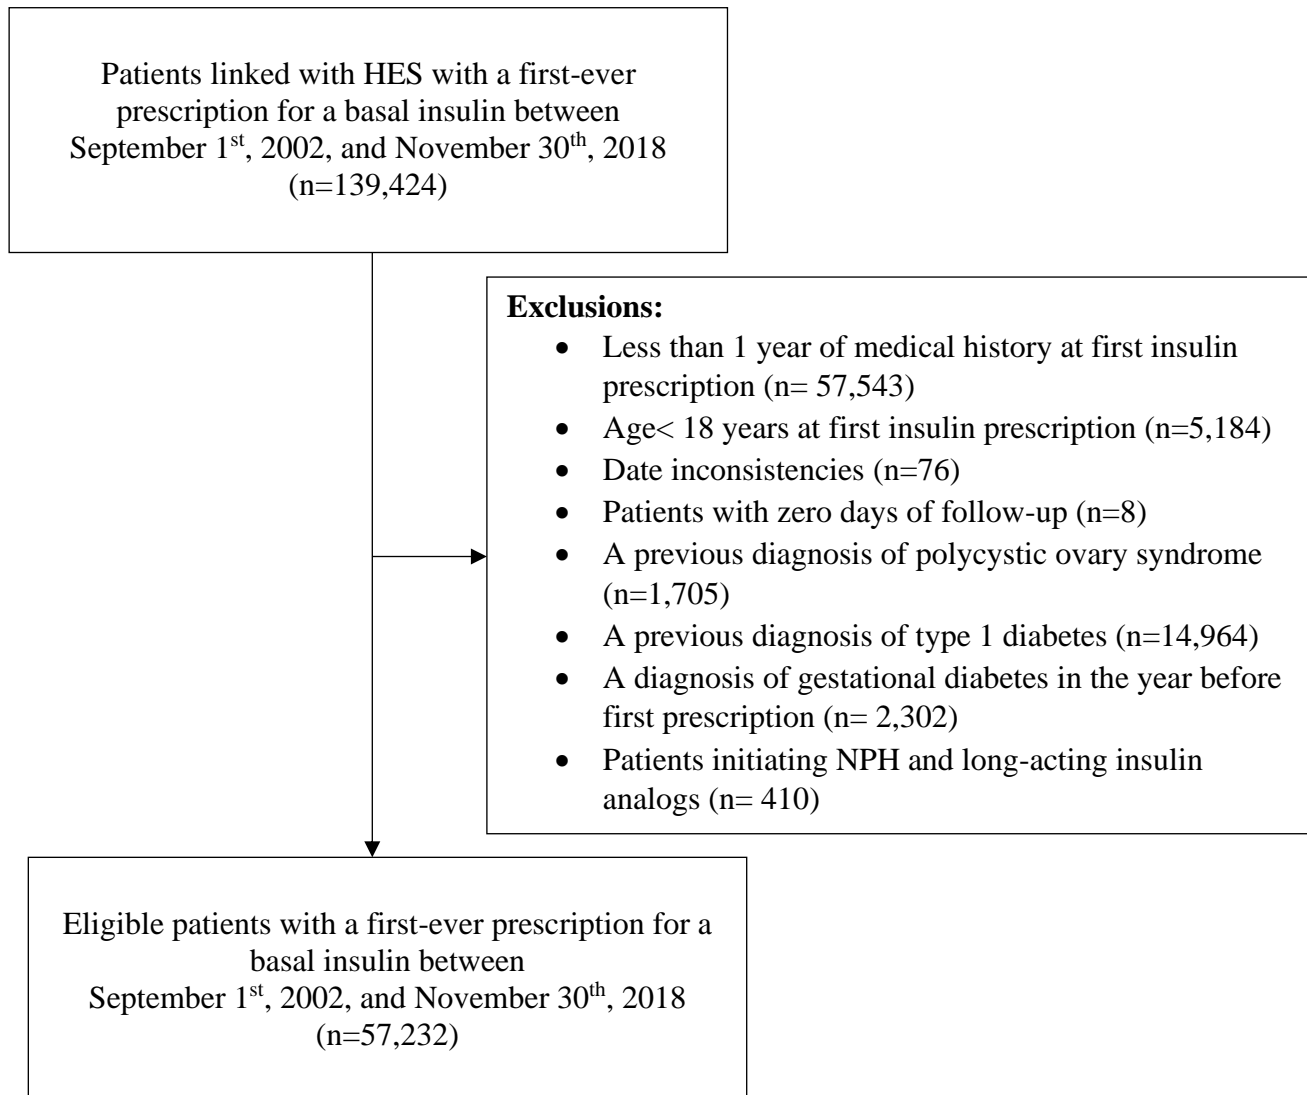 Patients linked with HES with a first-ever
prescription for a basal insulin between
September 1st, 2002, and November 30th, 2018
(n=139,424)
Exclusions:
• Less than 1 year of medical history at first insulin
prescription (n= 57,543)
• Age< 18 years at first insulin prescription (n=5,184)
• Date inconsistencies (n=76)
• Patients with zero days of follow-up (n=8)
• A previous diagnosis of polycystic ovary syndrome
(n=1,705)
• A previous diagnosis of type 1 diabetes (n=14,964)
• A diagnosis of gestational diabetes in the year before
first prescription (n= 2,302)
• Patients initiating NPH and long-acting insulin
analogs (n= 410)
Eligible patients with a first-ever prescription for a
basal insulin between
September 1st, 2002, and November 30th, 2018
(n=57,232)